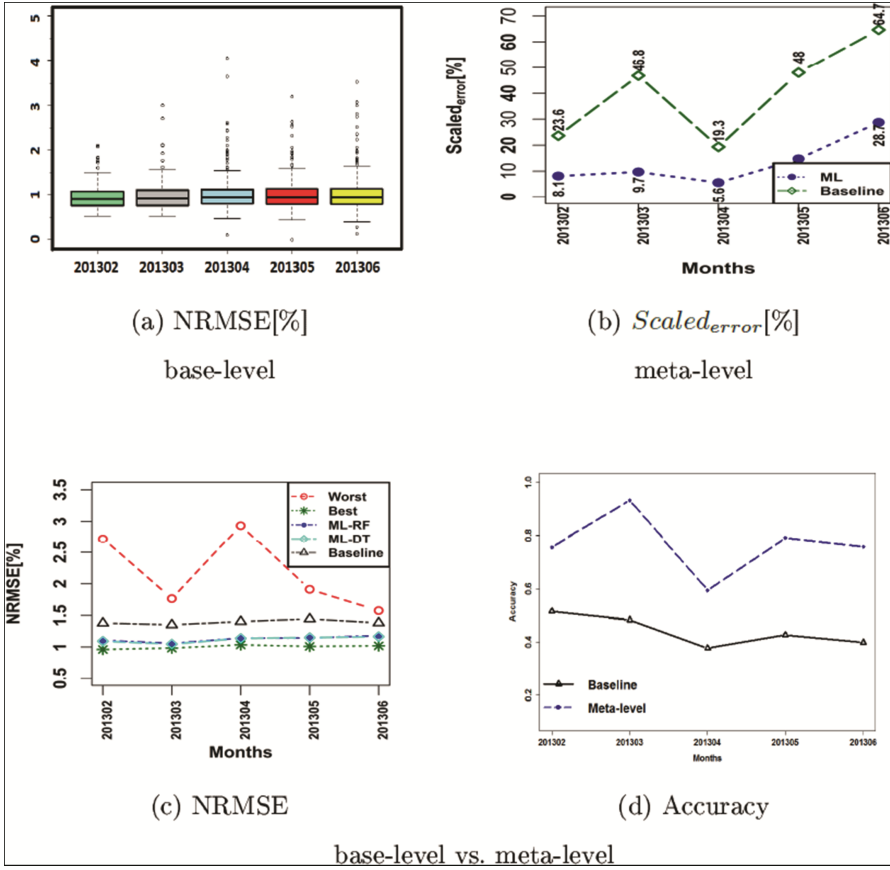 5
4
3
2
1
0
201302 201303 201304 201305 201306
(a) NRMSE[%]
base-level
Scaled_error[%]
70
60
50
40
30
20
10
0
23.6
46.8
19.3
48
64.7
8.1
9.7
5.6
28.7
ML
Baseline
201302
201303
201304
201305
201306
Months
(b) Scaled_error[%]
meta-level
NRMSE[%]
3.5
3
2.5
2
1.5
1
0.5
Worst
Best
ML-RF
ML-DT
Baseline
201302
201303
201304
201305
201306
Months
(c) NRMSE
Accuracy
1.0
0.8
0.6
0.4
0.2
Baseline
Meta-level
201302 201303 201304 201305 201306
Months
(d) Accuracy
base-level vs. meta-level